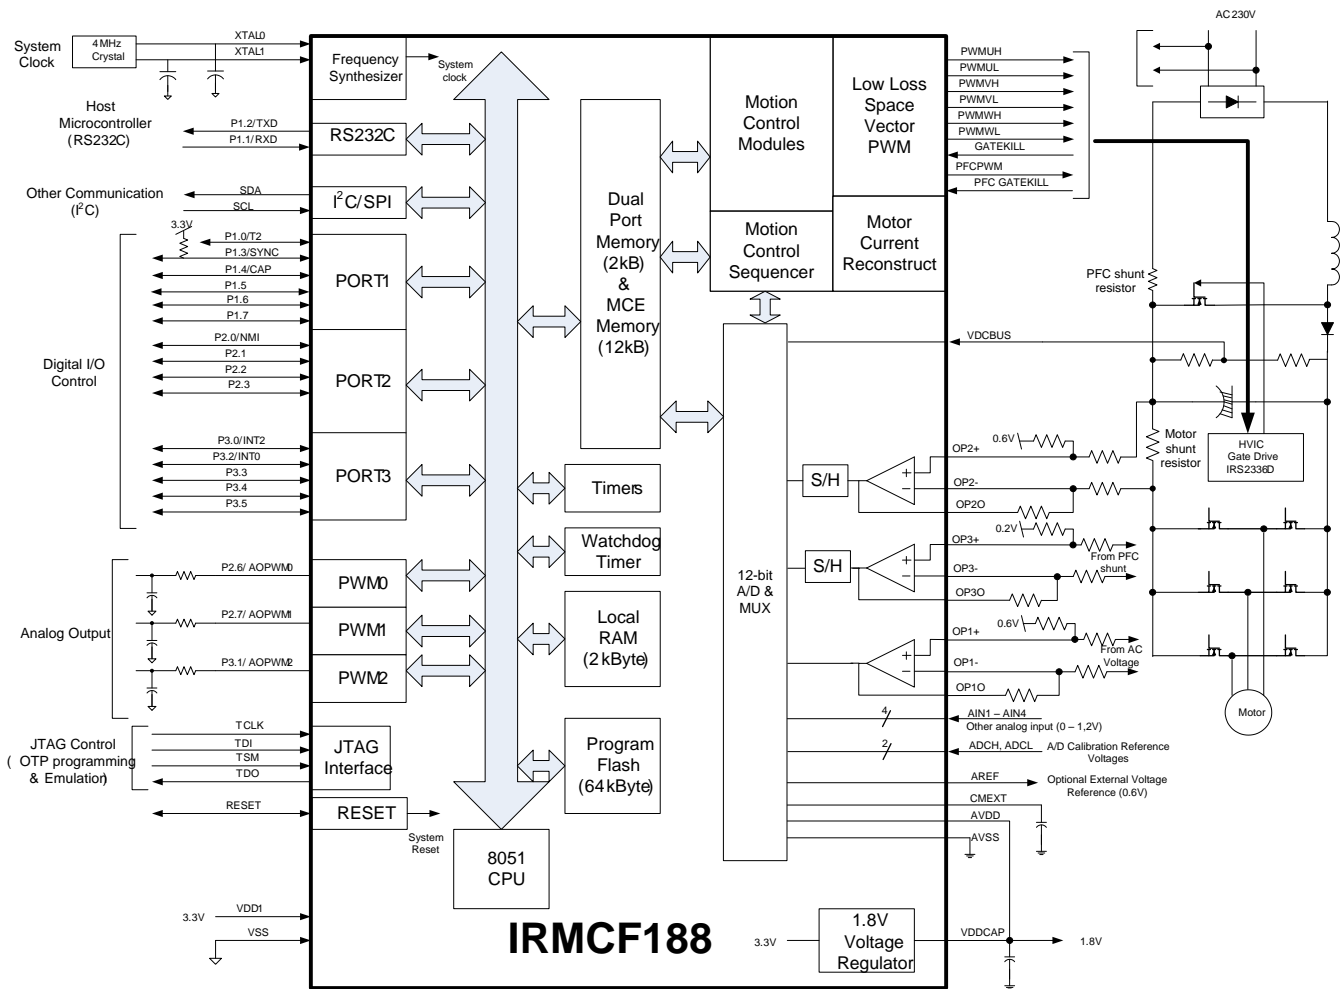 AC 230V
System
Clock
4 MHz
Crystal
XTAL0
XTAL1
Frequency
Synthesizer
System
clock
Host
Microcontroller
(RS232C)
P1.2/TXD
P1.1/RXD
RS232C
Other Communication
(I²C)
SDA
SCL
I²C/SPI
3.3V
P1.0/T2
P1.3/SYNC
P1.4/CAP
P1.5
P1.6
P1.7
PORT1
Digital I/O
Control
P2.0/NMI
P2.1
P2.2
P2.3
PORT2
P3.0/INT2
P3.2/INT0
P3.3
P3.4
P3.5
PORT3
Analog Output
P2.6/ AOPWM0
P2.7/ AOPWM1
P3.1/ AOPWM2
PWM0
PWM1
PWM2
JTAG Control
( OTP programming
& Emulation)
TCLK
TDI
TSM
TDO
JTAG
Interface
RESET
RESET
System
Reset
3.3V
VDD1
VSS
8051
CPU
Dual
Port
Memory
(2kB)
&
MCE
Memory
(12kB)
Timers
Watchdog
Timer
Local
RAM
(2 kByte)
Program
Flash
(64 kByte)
Motion
Control
Modules
Low Loss
Space
Vector
PWM
Motion
Control
Sequencer
Motor
Current
Reconstruct
12-bit
A/D &
MUX
S/H
S/H
PWMUH
PWMUL
PWMVH
PWMVL
PWMWH
PWMWL
GATEKILL
PFCPWM
PFC GATEKILL
VDCBUS
OP2+
OP2-
OP2O
0.6V
OP3+
OP3-
OP3O
0.2V
From PFC
shunt
OP1+
OP1-
OP1O
0.6V
From AC
Voltage
4
AIN1 – AIN4
Other analog input (0 – 1,2V)
2
ADCH, ADCL
A/D Calibration Reference
Voltages
AREF
Optional External Voltage
Reference (0.6V)
CMEXT
AVDD
AVSS
3.3V
1.8V
Voltage
Regulator
VDDCAP
1.8V
PFC shunt
resistor
Motor
shunt
resistor
HVIC
Gate Drive
IRS2336D
Motor
IRMCF188